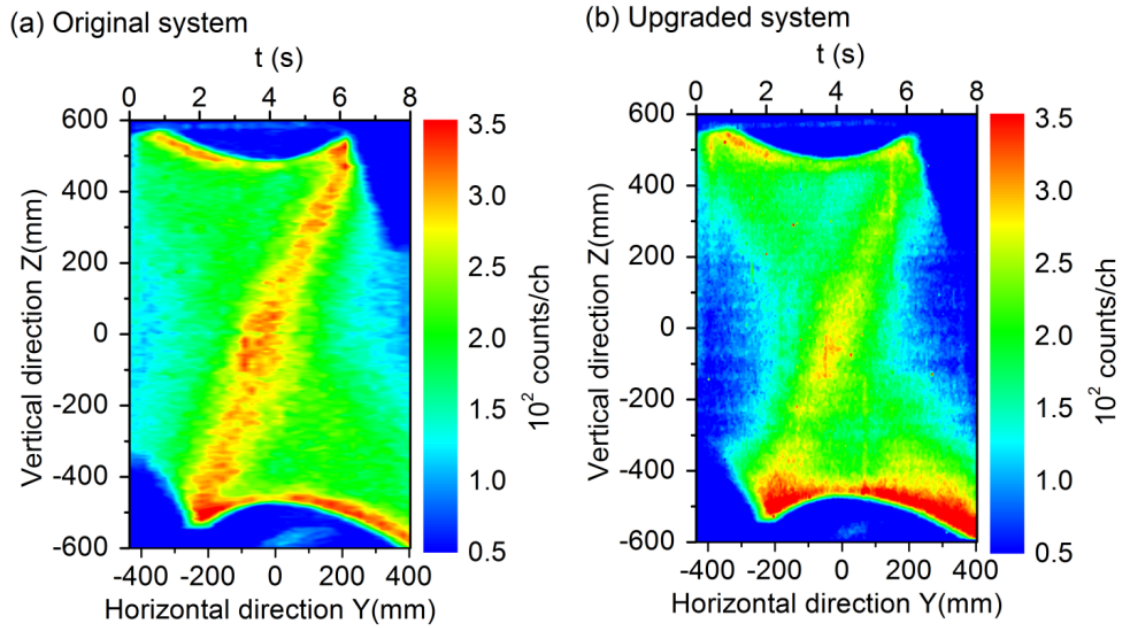 (a) Original system
t (s)
0 2 4 6 8
600
400
200
0
-200
-400
-600
Vertical direction Z(mm)
-400 -200 0 200 400
Horizontal direction Y(mm)
3.5
3.0
2.5
2.0
1.5
1.0
0.5
10² counts/ch
(b) Upgraded system
t (s)
0 2 4 6 8
600
400
200
0
-200
-400
-600
Vertical direction Z(mm)
-400 -200 0 200 400
Horizontal direction Y(mm)
3.5
3.0
2.5
2.0
1.5
1.0
0.5
10² counts/ch